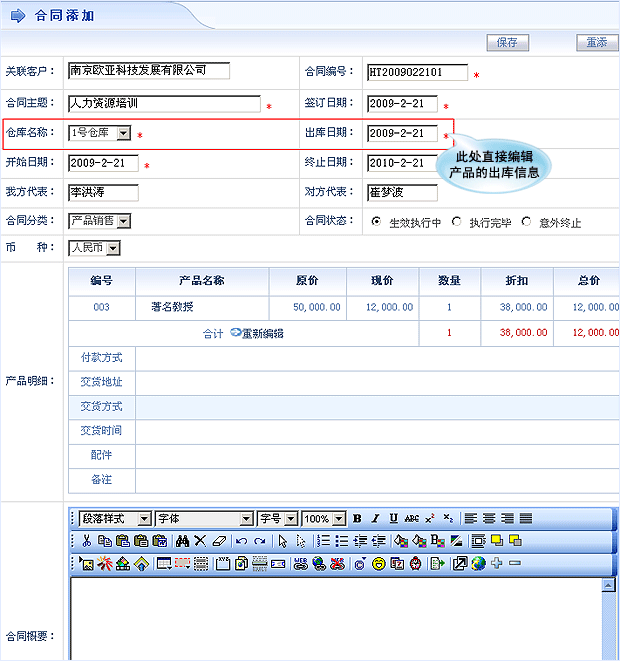 合同添加
保存 重添
关联客户： 南京欧亚科技发展有限公司 合同编号： HT2009022101 *
合同主题： 人力资源培训 * 签订日期： 2009-2-21 *
仓库名称： 1号仓库 * 出库日期： 2009-2-21 *
此处直接编辑
产品的出库信息
开始日期： 2009-2-21 * 终止日期： 2010-2-21
我方代表： 李洪涛 对方代表： 崔梦波
合同分类： 产品销售 合同状态： 生效执行中 执行完毕 意外终止
币 种： 人民币
产品明细：
编号 产品名称 原价 现价 数量 折扣 总价
003 著名教授 50,000.00 12,000.00 1 38,000.00 12,000.00
合计 重新编辑 1 38,000.00 12,000.00
付款方式
交货地址
交货方式
交货时间
配件
备注
段落样式 字体 字号 100% B I U ABC x² x₂
合同概要：